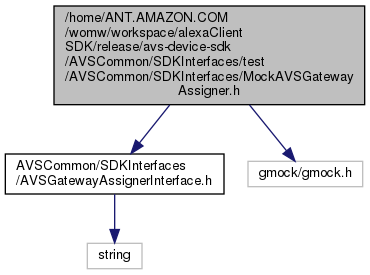 /home/ANT.AMAZON.COM
/womw/workspace/alexaClient
SDK/release/avs-device-sdk
/AVSCommon/SDKInterfaces/test
/AVSCommon/SDKInterfaces/MockAVSGateway
Assigner.h
AVSCommon/SDKInterfaces
/AVSGatewayAssignerInterface.h
gmock/gmock.h
string